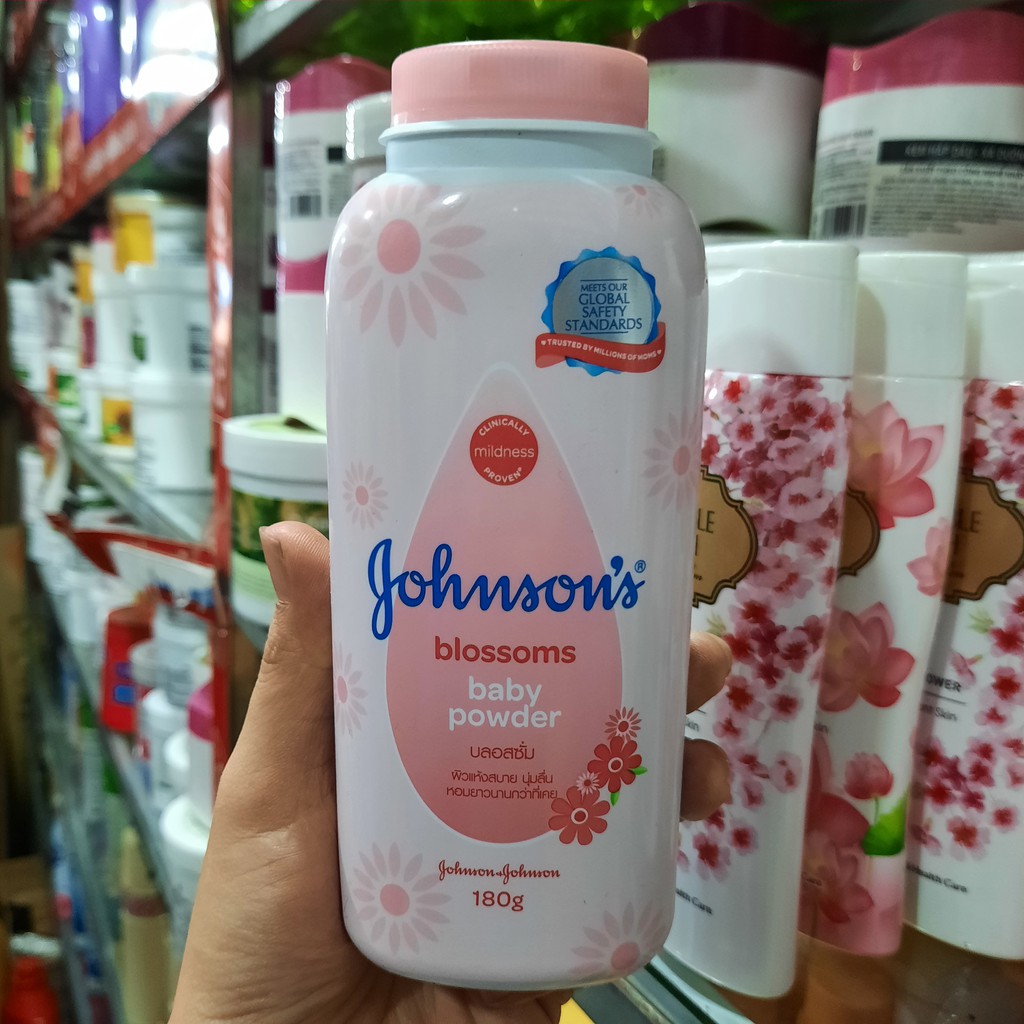 MEETS OUR
GLOBAL
SAFETY
STANDARDS
♥ TRUSTED BY MILLIONS OF MOMS ♥
CLINICALLY
mildness
PROVEN*
Johnson's®
blossoms
baby
powder
บลอสซั่ม
ผิวแห้งสบาย นุ่มลื่น
หอมยาวนานกว่าที่เคย
Johnson & Johnson
180g